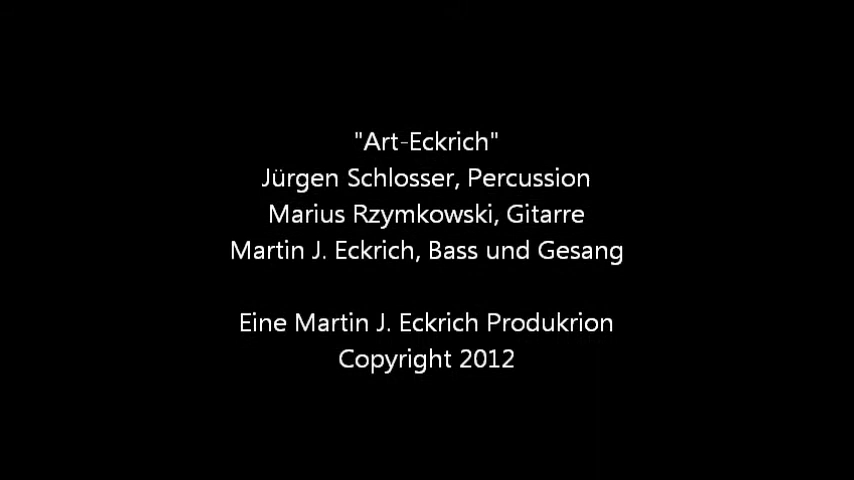 "Art-Eckrich"
Jürgen Schlosser, Percussion
Marius Rzymkowski, Gitarre
Martin J. Eckrich, Bass und Gesang
Eine Martin J. Eckrich Produkrion
Copyright 2012